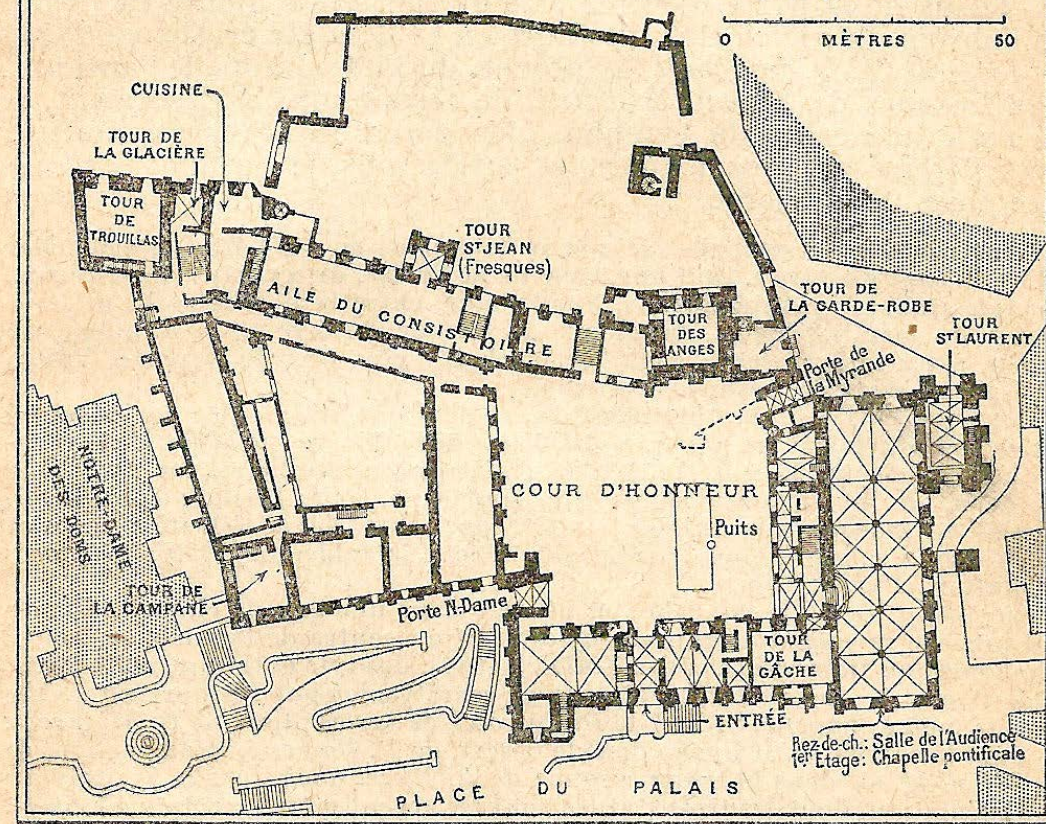 0 MÈTRES 50
CUISINE
TOUR DE
LA GLACIÈRE
TOUR
DE
TROUILLAS
TOUR
ST JEAN
(Fresques)
AILE DU CONSISTOIRE
TOUR
DES
ANGES
TOUR DE
LA GARDE-ROBE
TOUR
ST LAURENT
Porte de
la Myrande
NOTRE-DAME
DES DOMS
COUR D'HONNEUR
Puits
TOUR DE
LA CAMPANE
Porte N-Dame
TOUR
DE LA
GÂCHE
ENTRÉE
Rez-de-ch.: Salle de l'Audience
1er Etage: Chapelle pontificale
PLACE DU PALAIS